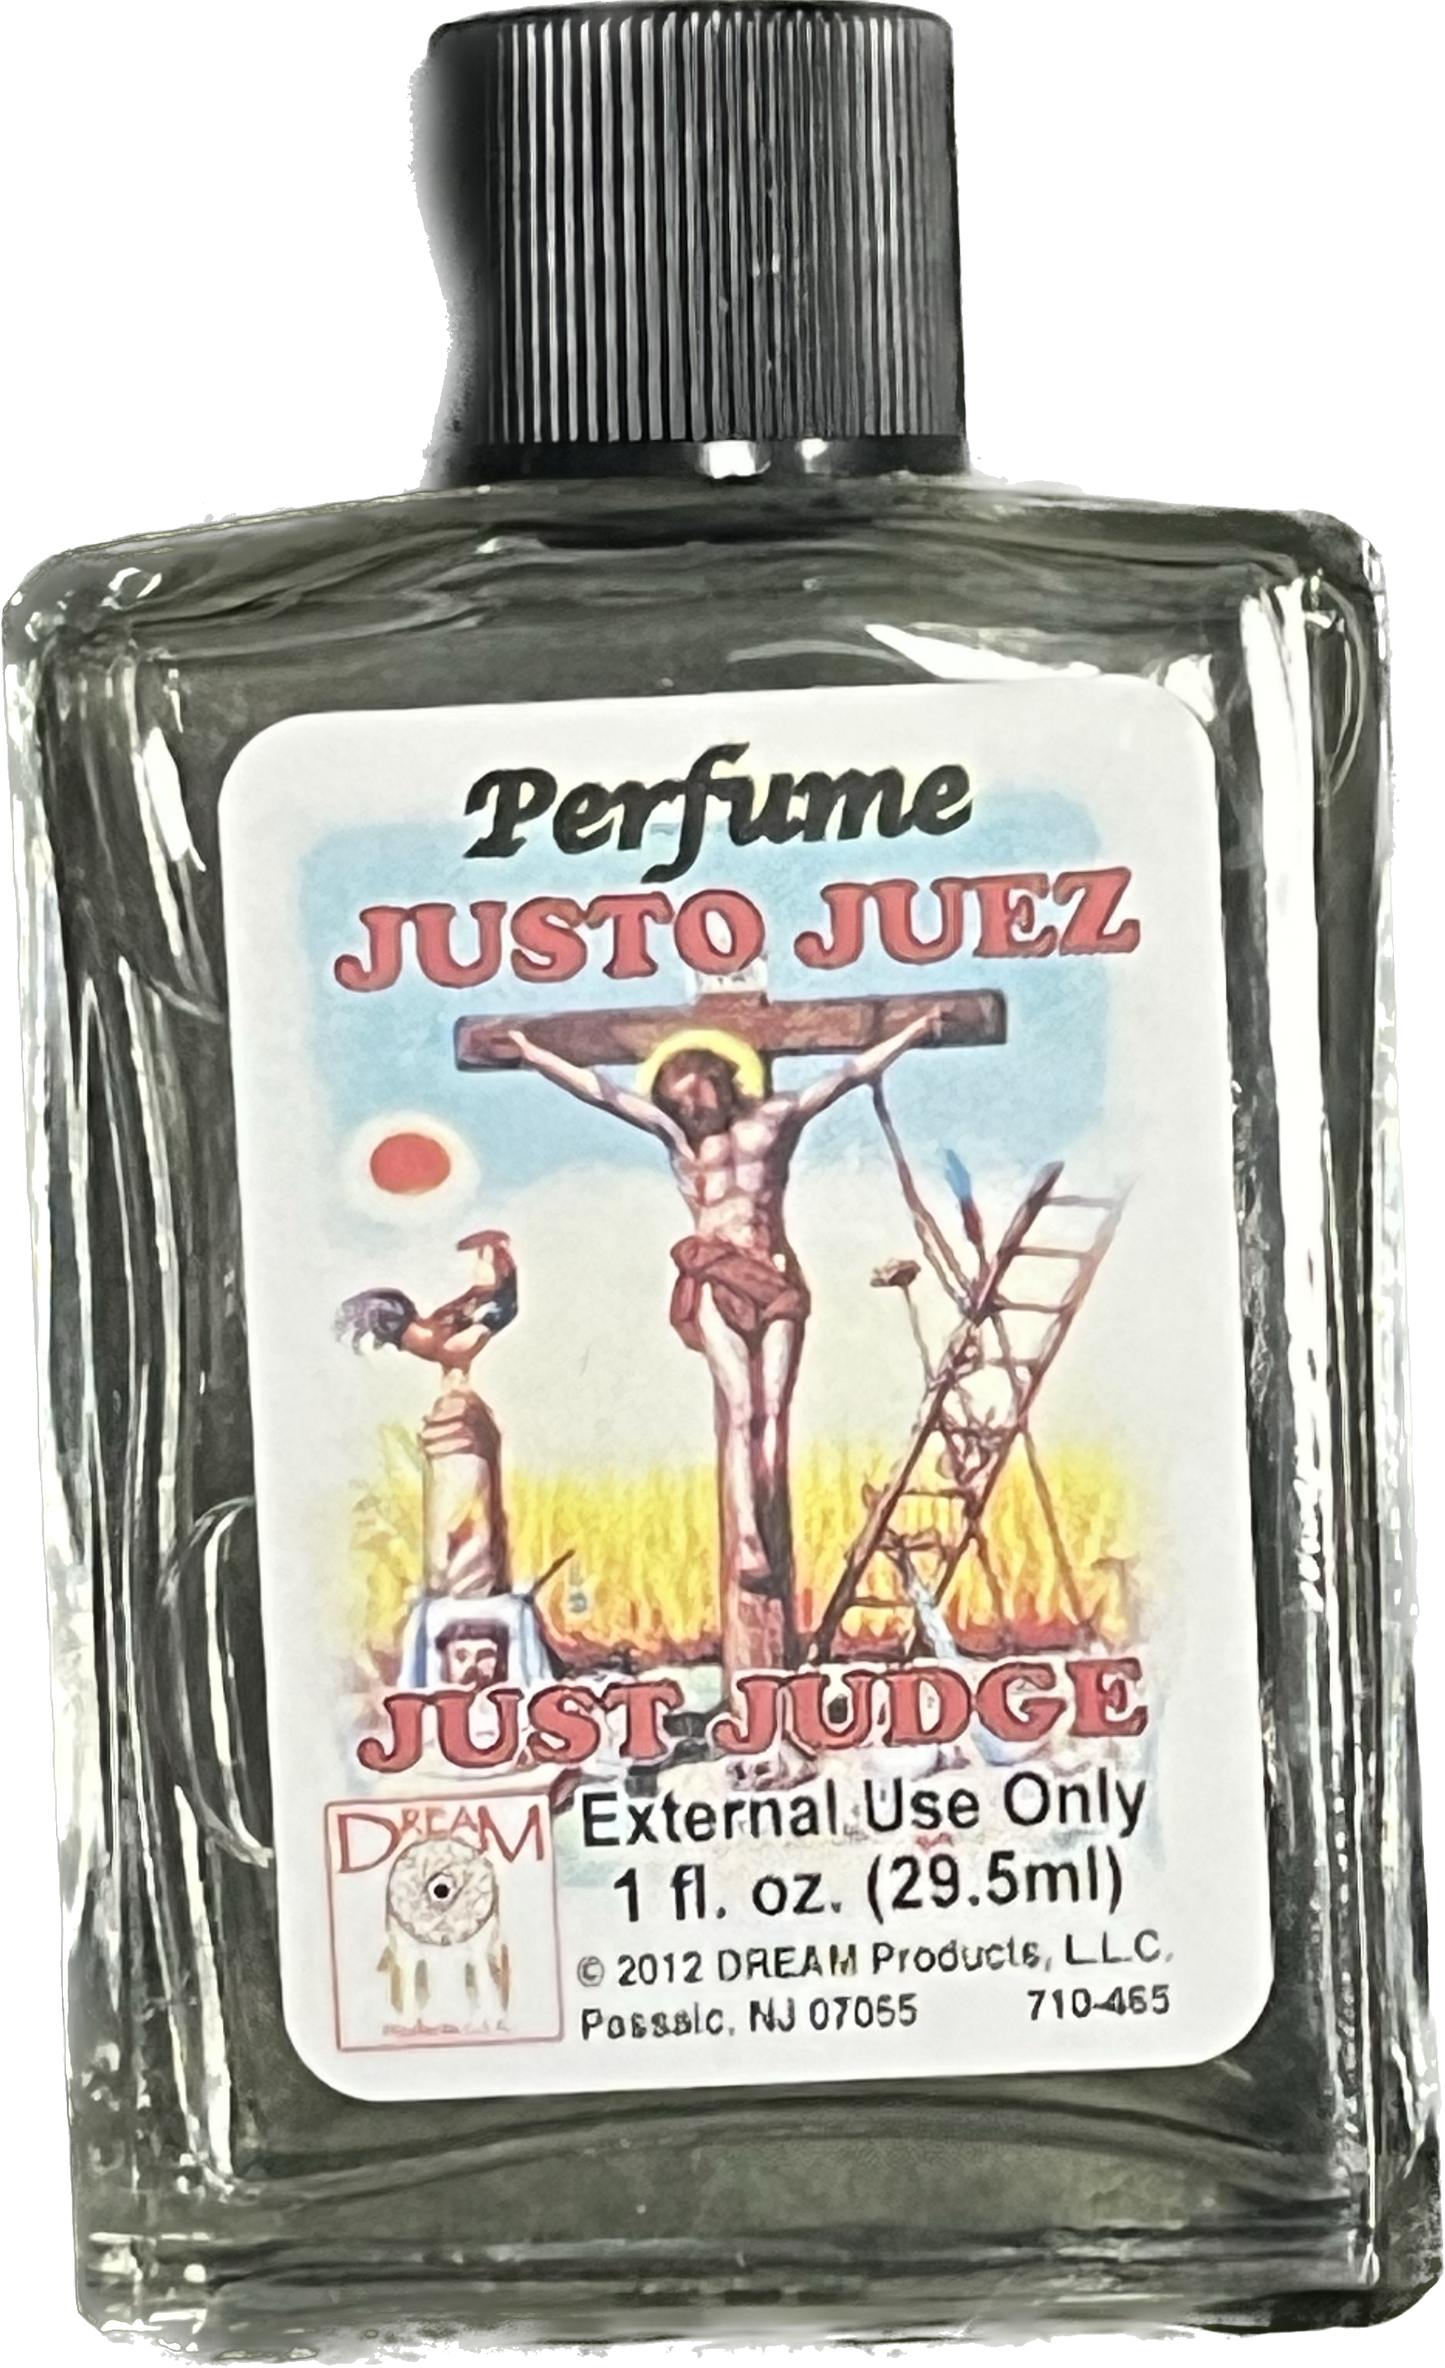 Perfume
JUSTO JUEZ
JUST JUDGE
DREAM
External Use Only
1 fl. oz. (29.5ml)
© 2012 DREAM Products, L.L.C.
Passaic, NJ 07055 710-465